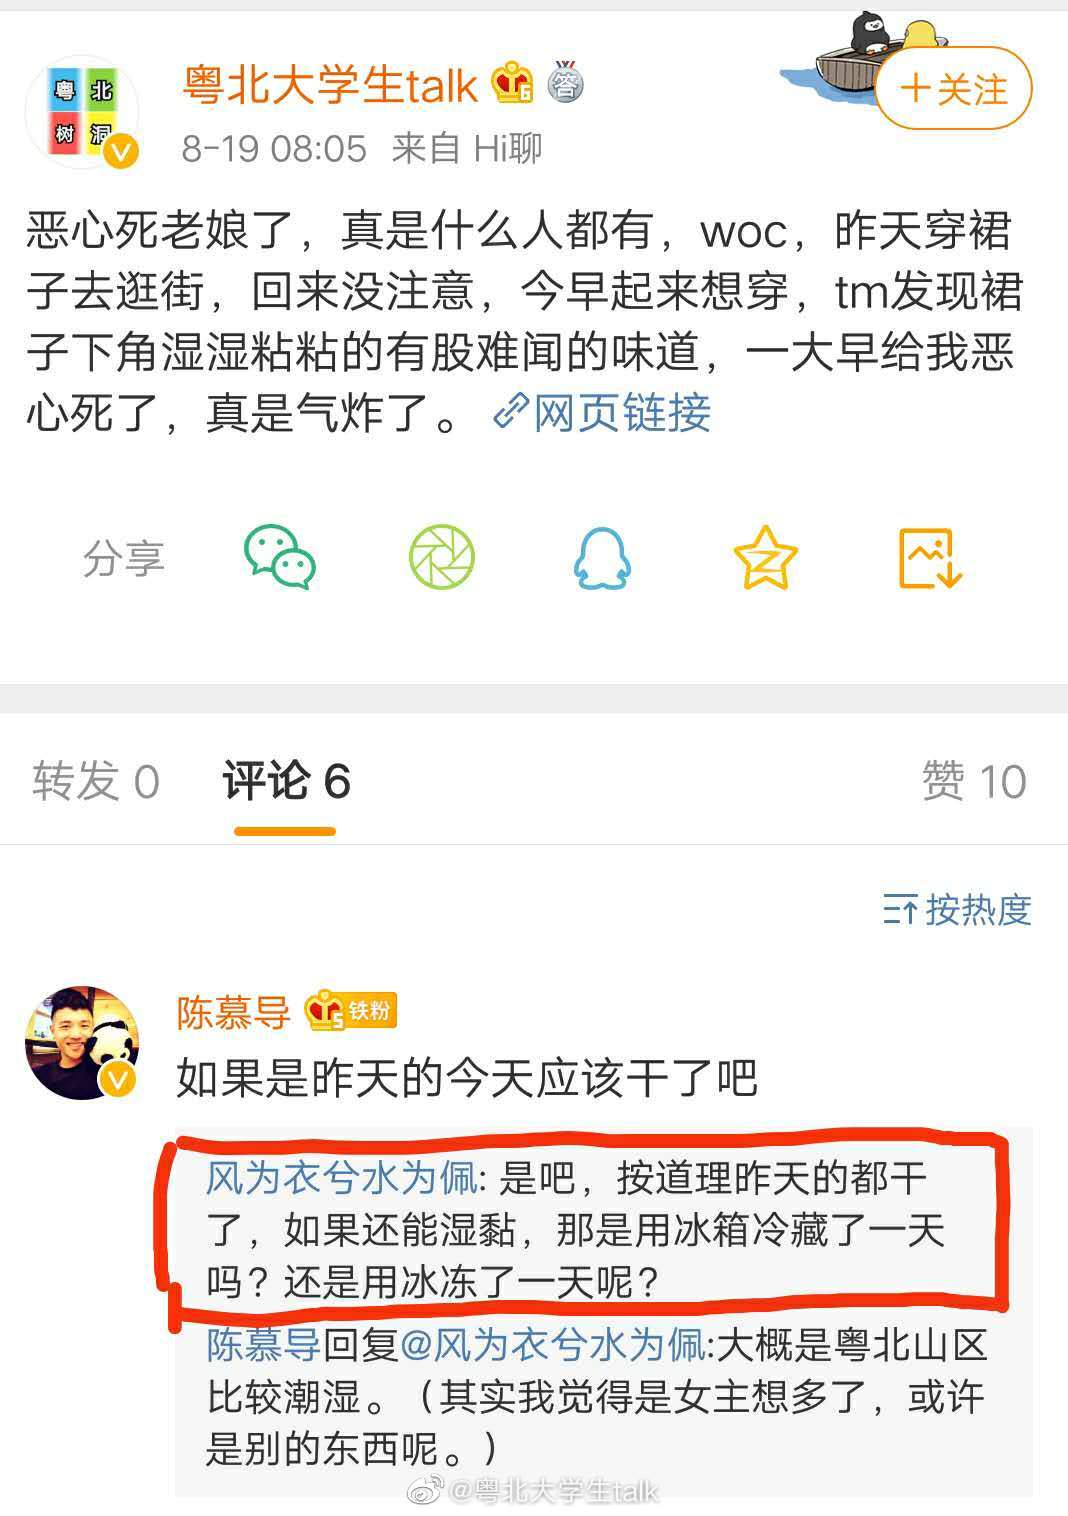 粤北
树洞
粤北大学生talk 6 答
+关注
8-19 08:05 来自 Hi聊
恶心死老娘了，真是什么人都有，woc，昨天穿裙
子去逛街，回来没注意，今早起来想穿，tm发现裙
子下角湿湿粘粘的有股难闻的味道，一大早给我恶
心死了，真是气炸了。网页链接
分享
转发 0 评论 6 赞 10
按热度
陈慕导 5 铁粉
如果是昨天的今天应该干了吧
风为衣兮水为佩: 是吧，按道理昨天的都干
了，如果还能湿黏，那是用冰箱冷藏了一天
吗？还是用冰冻了一天呢？
陈慕导回复@风为衣兮水为佩:大概是粤北山区
比较潮湿。（其实我觉得是女主想多了，或许
是别的东西呢。）
@粤北大学生talk